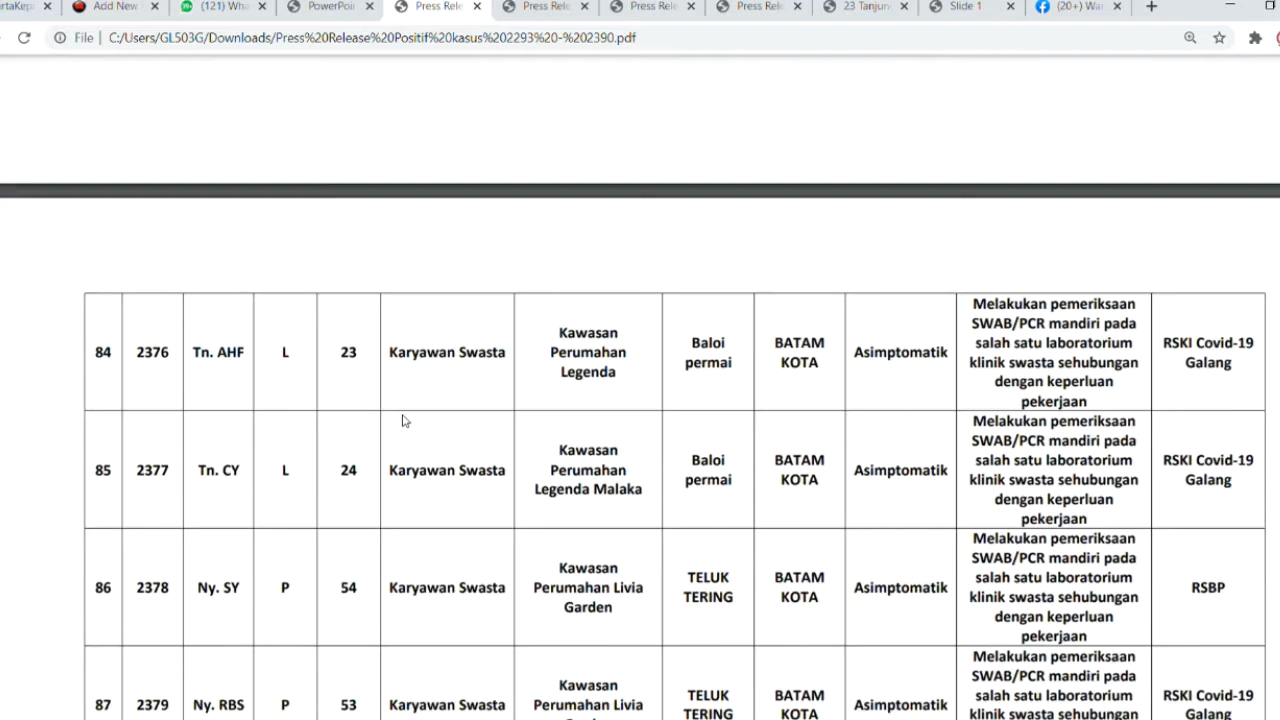 artaKepr
Add New
(121) Wha
PowerPoin
Press Rele
Press Rele
Press Rele
Press Rele
23 Tanjun
Slide 1
(20+) War
File | C:/Users/GL503G/Downloads/Press%20Release%20Positif%20kasus%202293%20-%202390.pdf
84 2376 Tn. AHF L 23 Karyawan Swasta
Kawasan
Perumahan
Legenda
Baloi
permai
BATAM
KOTA
Asimptomatik
Melakukan pemeriksaan
SWAB/PCR mandiri pada
salah satu laboratorium
klinik swasta sehubungan
dengan keperluan
pekerjaan
RSKI Covid-19
Galang
85 2377 Tn. CY L 24 Karyawan Swasta
Kawasan
Perumahan
Legenda Malaka
Baloi
permai
BATAM
KOTA
Asimptomatik
Melakukan pemeriksaan
SWAB/PCR mandiri pada
salah satu laboratorium
klinik swasta sehubungan
dengan keperluan
pekerjaan
RSKI Covid-19
Galang
86 2378 Ny. SY P 54 Karyawan Swasta
Kawasan
Perumahan Livia
Garden
TELUK
TERING
BATAM
KOTA
Asimptomatik
Melakukan pemeriksaan
SWAB/PCR mandiri pada
salah satu laboratorium
klinik swasta sehubungan
dengan keperluan
pekerjaan
RSBP
87 2379 Ny. RBS P 53 Karyawan Swasta
Kawasan
Perumahan Livia
TELUK
TERING
BATAM
KOTA
Asimptomatik
Melakukan pemeriksaan
SWAB/PCR mandiri pada
salah satu laboratorium
klinik swasta sehubungan
RSKI Covid-19
Galang